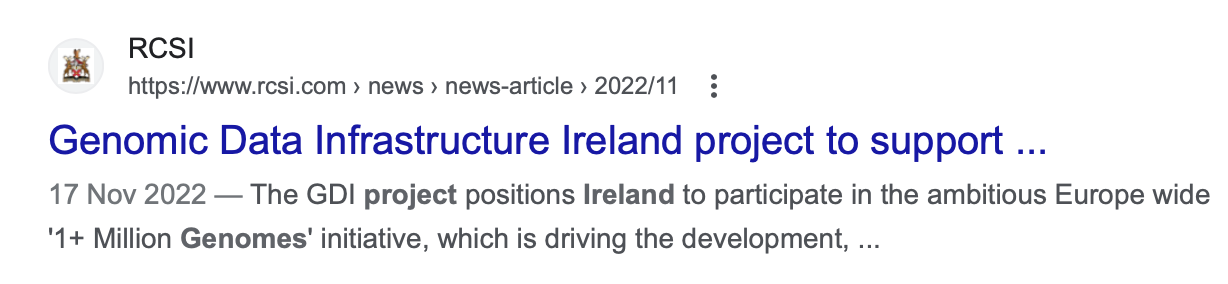 RCSI
https://www.rcsi.com › news › news-article › 2022/11
Genomic Data Infrastructure Ireland project to support ...
17 Nov 2022 — The GDI project positions Ireland to participate in the ambitious Europe wide
'1+ Million Genomes' initiative, which is driving the development, ...